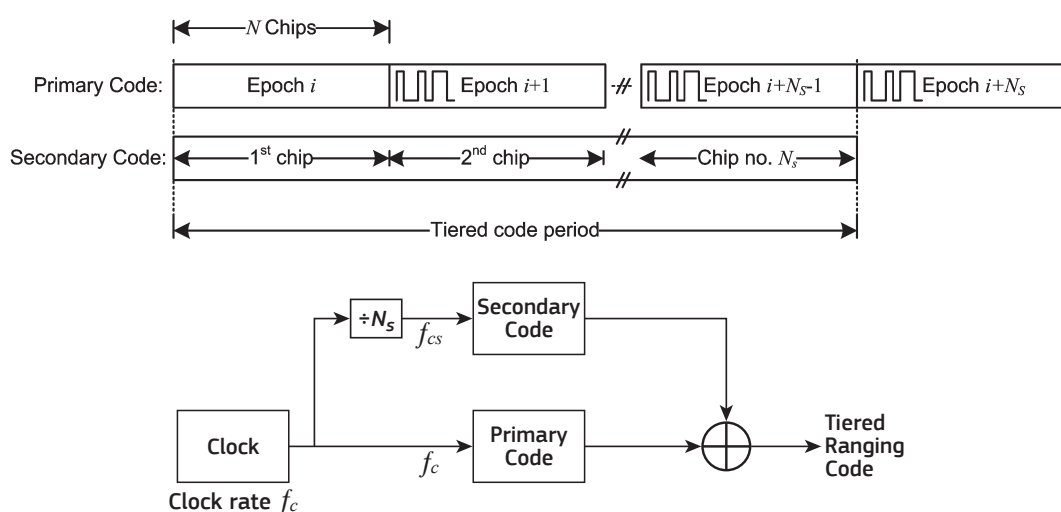 N Chips
Primary Code: Epoch i Epoch i+1 Epoch i+NS-1 Epoch i+NS
Secondary Code: 1st chip 2nd chip Chip no. Ns
Tiered code period
÷NS
fcs
Secondary
Code
Clock
fc
Primary
Code
Tiered
Ranging
Code
Clock rate fc